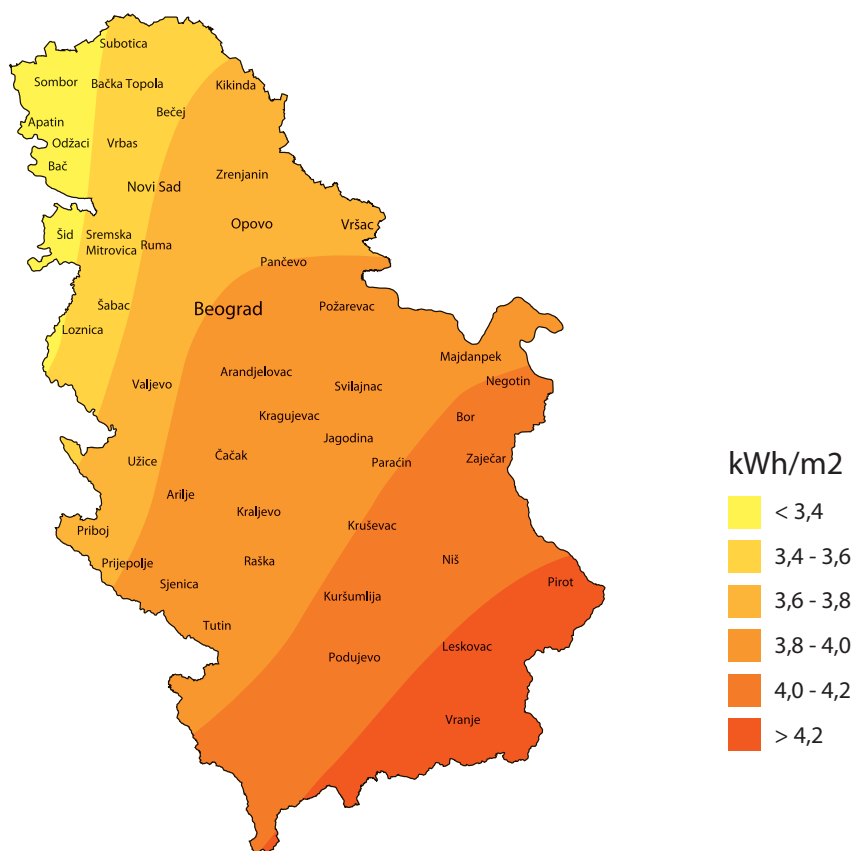 Subotica
Sombor
Bačka Topola
Kikinda
Bečej
Apatin
Odžaci
Vrbas
Bač
Zrenjanin
Novi Sad
Opovo
Vršac
Šid
Sremska
Mitrovica
Ruma
Pančevo
Šabac
Beograd
Požarevac
Loznica
Majdanpek
Arandjelovac
Negotin
Valjevo
Svilajnac
Kragujevac
Bor
Jagodina
Čačak
Užice
Paraćin
Zaječar
Arilje
Kraljevo
Kruševac
Priboj
Prijepolje
Raška
Niš
Sjenica
Pirot
Kuršumlija
Tutin
Podujevo
Leskovac
Vranje
kWh/m2
< 3,4
3,4 - 3,6
3,6 - 3,8
3,8 - 4,0
4,0 - 4,2
> 4,2